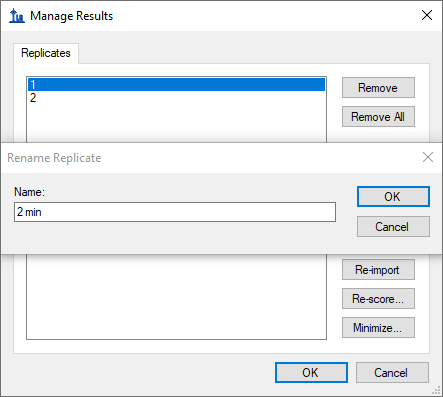 Manage Results
Replicates
1
2
Remove
Remove All
Rename Replicate
Name:
2 min
OK
Cancel
Re-import
Re-score...
Minimize...
OK
Cancel